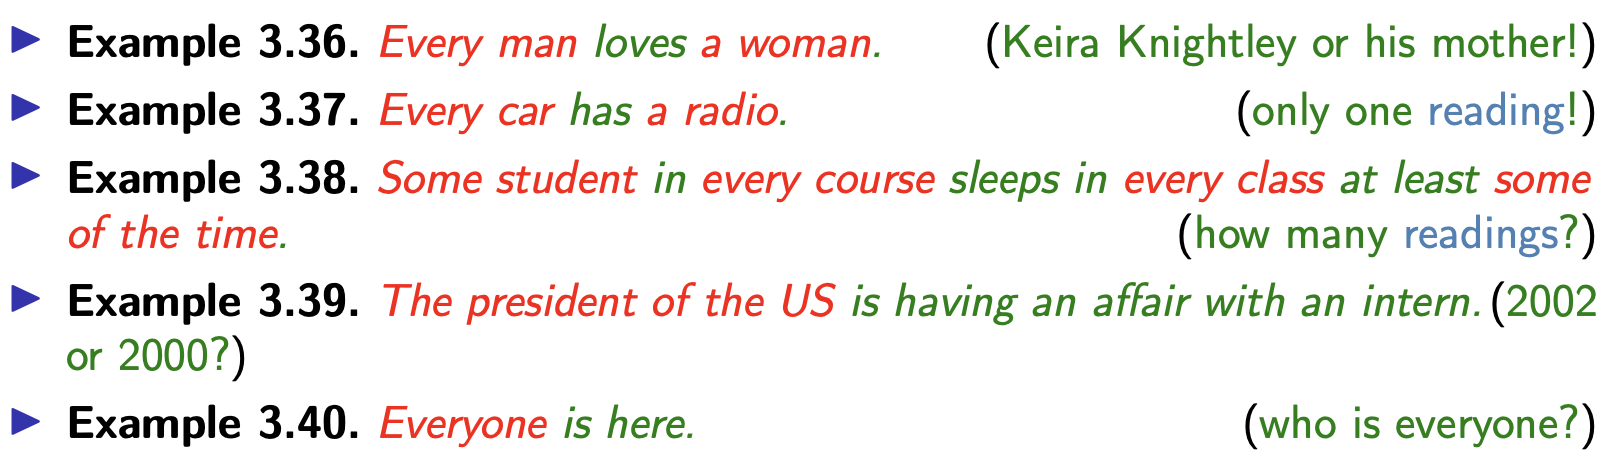 ▶ Example 3.36. Every man loves a woman. (Keira Knightley or his mother!)
▶ Example 3.37. Every car has a radio. (only one reading!)
▶ Example 3.38. Some student in every course sleeps in every class at least some
of the time. (how many readings?)
▶ Example 3.39. The president of the US is having an affair with an intern. (2002
or 2000?)
▶ Example 3.40. Everyone is here. (who is everyone?)